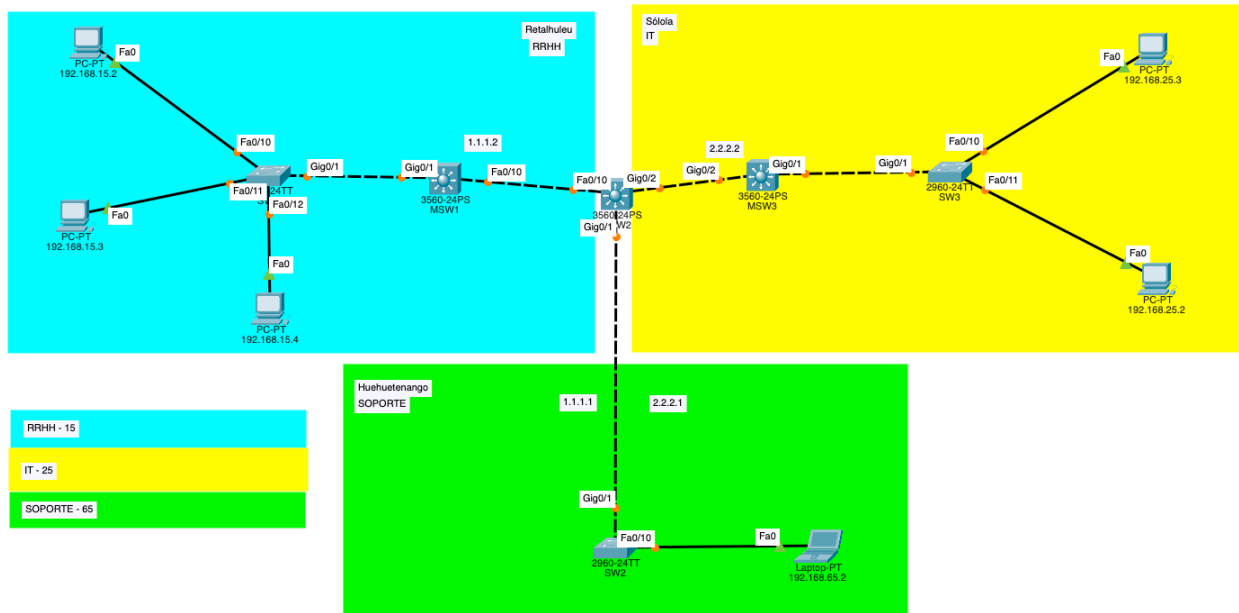 Retalhuleu
RRHH
Fa0
PC-PT
192.168.15.2
Fa0/10
Gig0/1
Gig0/1
1.1.1.2
Fa0/10
3560-24PS
MSW1
Fa0/11
24TT
Fa0/12
Fa0
PC-PT
192.168.15.3
Fa0
PC-PT
192.168.15.4
Fa0/10
Gig0/2
3560-24PS
W2
Gig0/1
Sólola
IT
Gig0/2
2.2.2.2
Gig0/1
3560-24PS
MSW3
Gig0/1
Fa0/10
2960-24TT
SW3
Fa0/11
Fa0
PC-PT
192.168.25.3
Fa0
PC-PT
192.168.25.2
Huehuetenango
SOPORTE
1.1.1.1
2.2.2.1
Gig0/1
Fa0/10
2960-24TT
SW2
Fa0
Laptop-PT
192.168.65.2
RRHH - 15
IT - 25
SOPORTE - 65